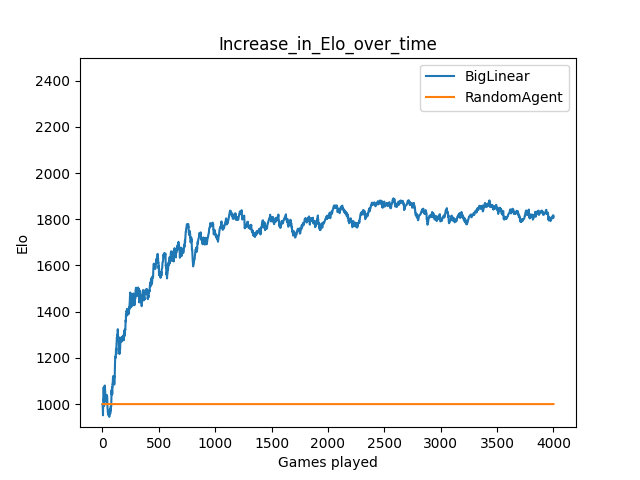 Increase_in_Elo_over_time
BigLinear
RandomAgent
2400
2200
2000
1800
1600
1400
1200
1000
Elo
0 500 1000 1500 2000 2500 3000 3500 4000
Games played